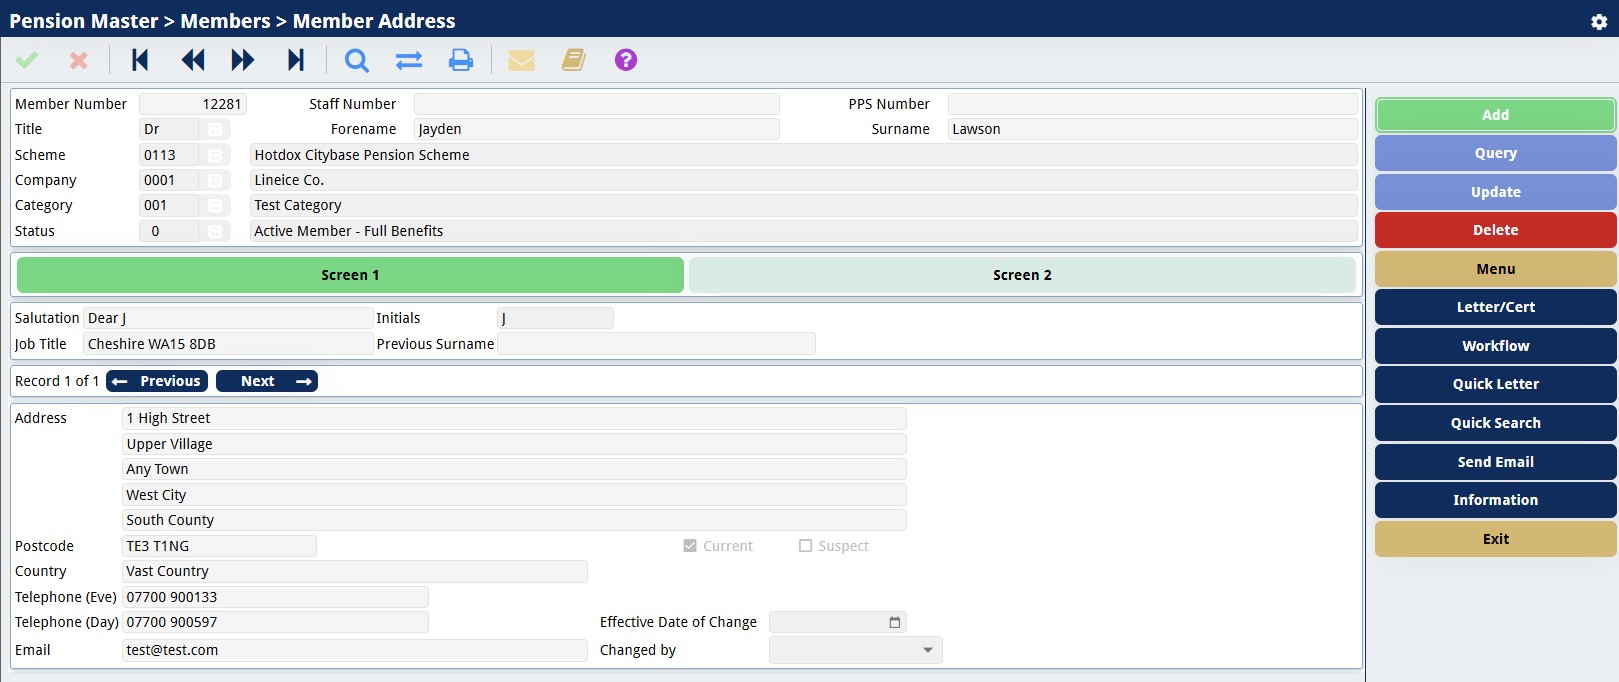 Pension Master > Members > Member Address
Member Number 12281 Staff Number PPS Number
Title Dr Forename Jayden Surname Lawson
Scheme 0113 Hotdox Citybase Pension Scheme
Company 0001 Lineice Co.
Category 001 Test Category
Status 0 Active Member - Full Benefits
Screen 1 Screen 2
Salutation Dear J Initials J
Job Title Cheshire WA15 8DB Previous Surname
Record 1 of 1 Previous Next
Address 1 High Street
Upper Village
Any Town
West City
South County
Postcode TE3 T1NG Current Suspect
Country Vast Country
Telephone (Eve) 07700 900133
Telephone (Day) 07700 900597 Effective Date of Change
Email test@test.com Changed by
Add
Query
Update
Delete
Menu
Letter/Cert
Workflow
Quick Letter
Quick Search
Send Email
Information
Exit